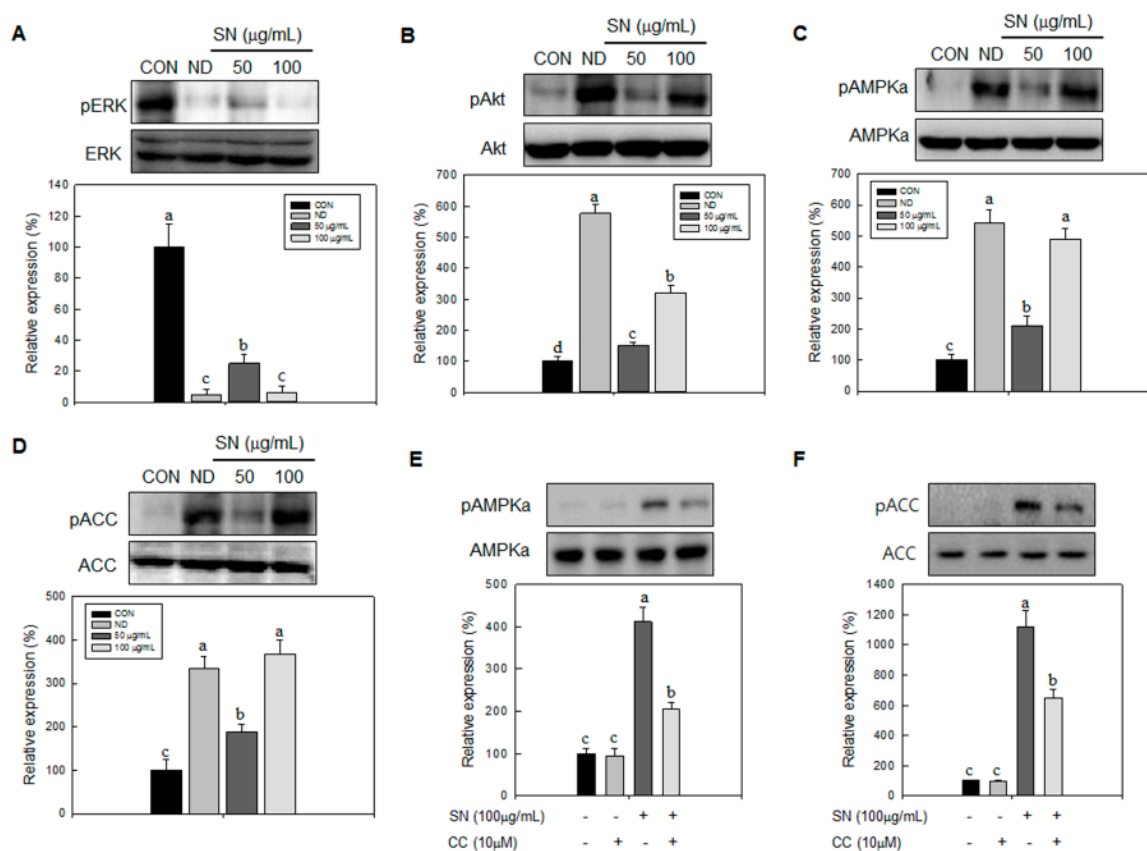 A
SN (µg/mL)
CON ND 50 100
pERK
ERK
Relative expression (%)
140
120
100
80
60
40
20
0
a
c
b
c
CON
ND
50 µg/mL
100 µg/mL
B
SN (µg/mL)
CON ND 50 100
pAkt
Akt
Relative expression (%)
700
600
500
400
300
200
100
0
d
a
c
b
CON
ND
50 µg/mL
100 µg/mL
C
SN (µg/mL)
CON ND 50 100
pAMPKa
AMPKa
Relative expression (%)
700
600
500
400
300
200
100
0
c
a
b
a
CON
ND
50 µg/mL
100 µg/mL
D
SN (µg/mL)
CON ND 50 100
pACC
ACC
Relative expression (%)
500
400
300
200
100
0
c
a
b
a
CON
ND
50 µg/mL
100 µg/mL
E
pAMPKa
AMPKa
Relative expression (%)
500
400
300
200
100
0
c
c
a
b
SN (100µg/mL) - - + +
CC (10µM) - + - +
F
pACC
ACC
Relative expression (%)
1400
1200
1000
800
600
400
200
100
0
c
c
a
b
SN (100µg/mL) - - + +
CC (10µM) - + - +